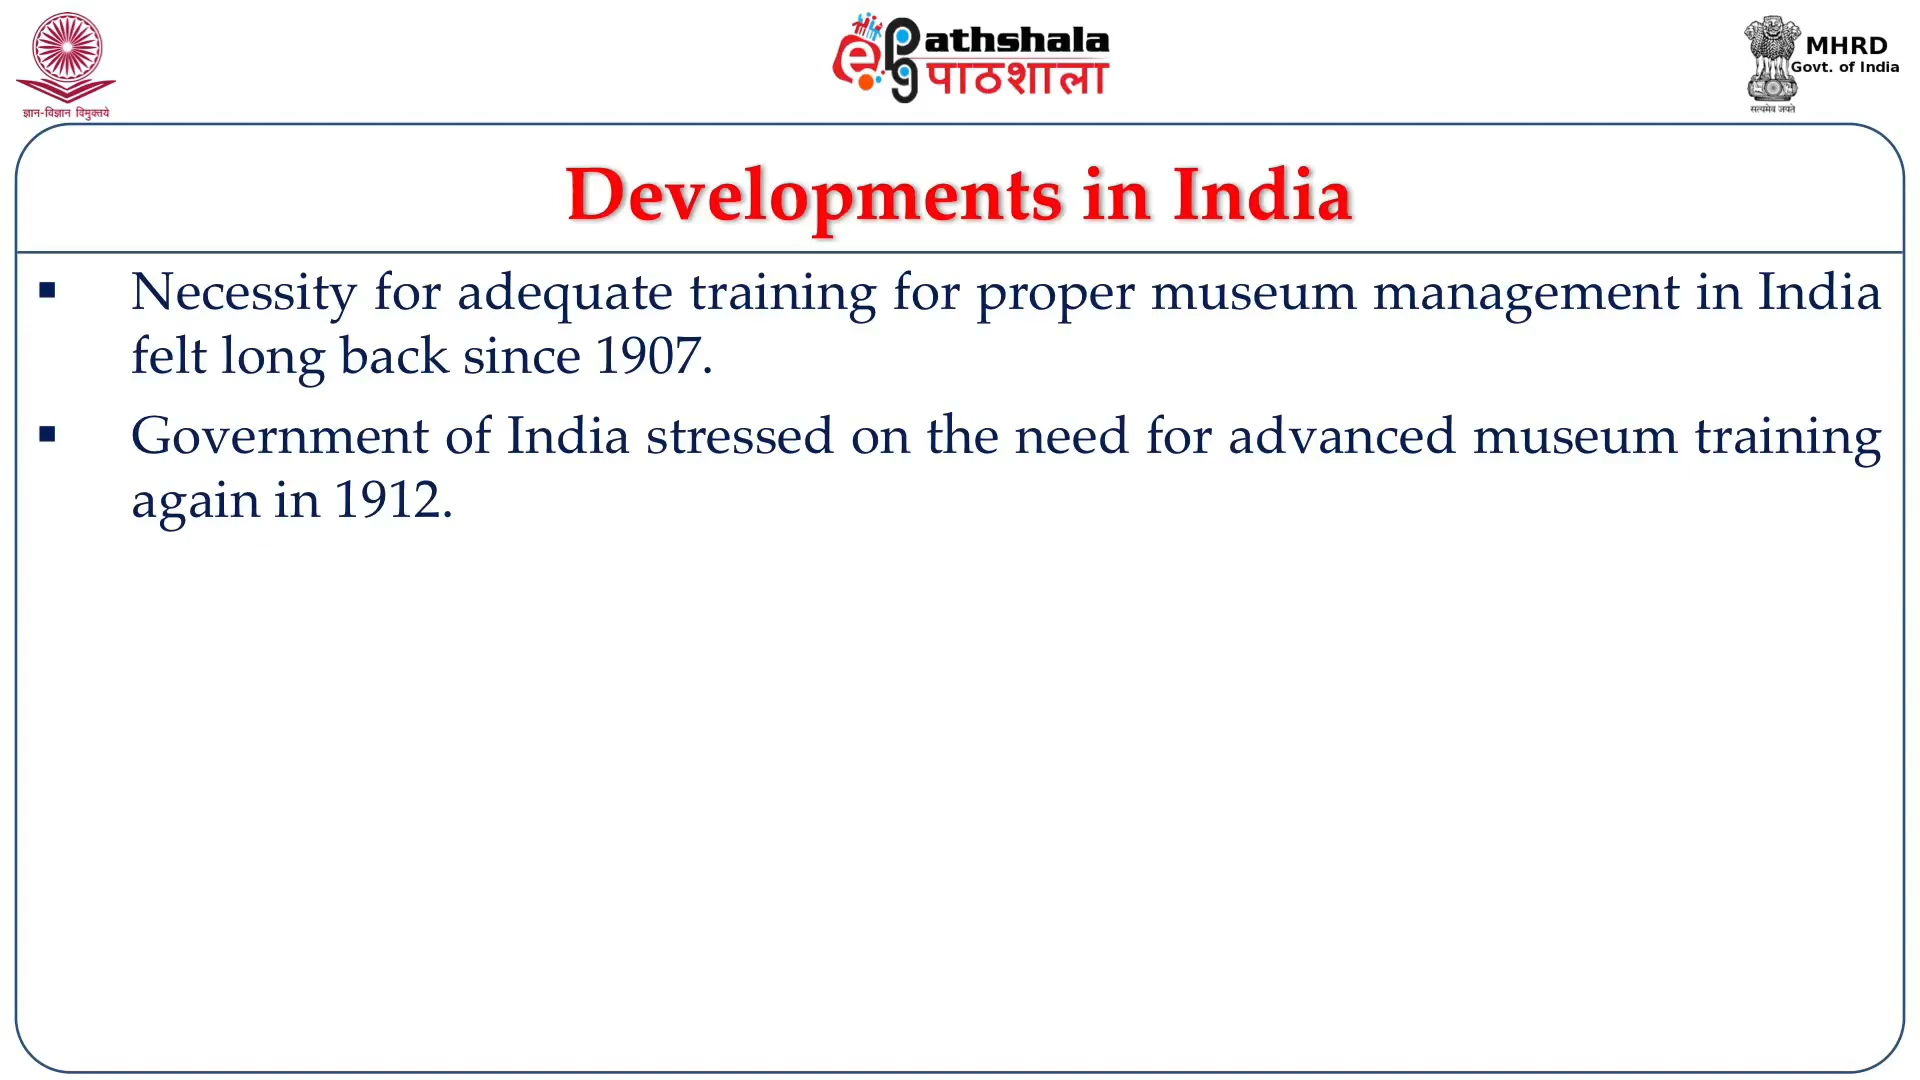 ज्ञान-विज्ञान विमुक्तये
e PG Pathshala
पाठशाला
MHRD
Govt. of India
सत्यमेव जयते
Developments in India
▪ Necessity for adequate training for proper museum management in India
felt long back since 1907.
▪ Government of India stressed on the need for advanced museum training
again in 1912.